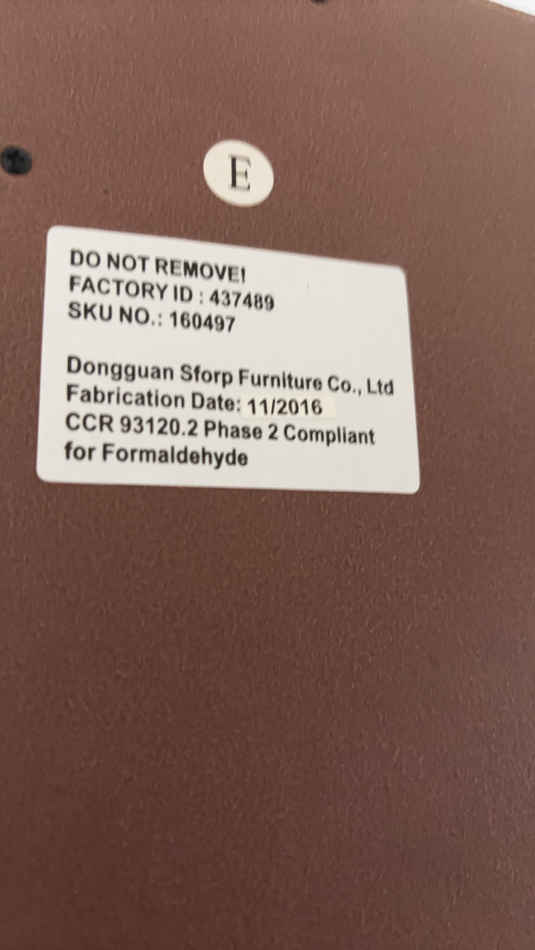 E
DO NOT REMOVE!
FACTORY ID : 437489
SKU NO.: 160497
Dongguan Sforp Furniture Co., Ltd
Fabrication Date: 11/2016
CCR 93120.2 Phase 2 Compliant
for Formaldehyde